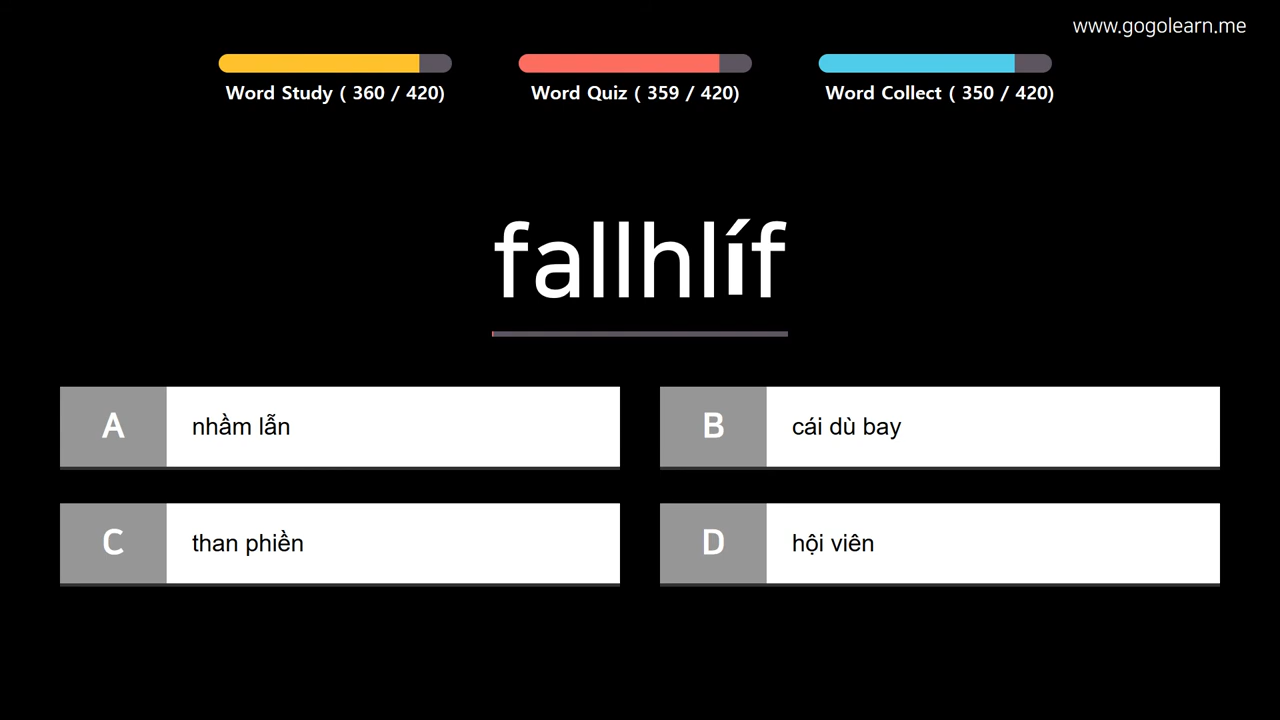 www.gogolearn.me
Word Study ( 360 / 420)
Word Quiz ( 359 / 420)
Word Collect ( 350 / 420)
fallhlíf
A nhầm lẫn
B cái dù bay
C than phiền
D hội viên